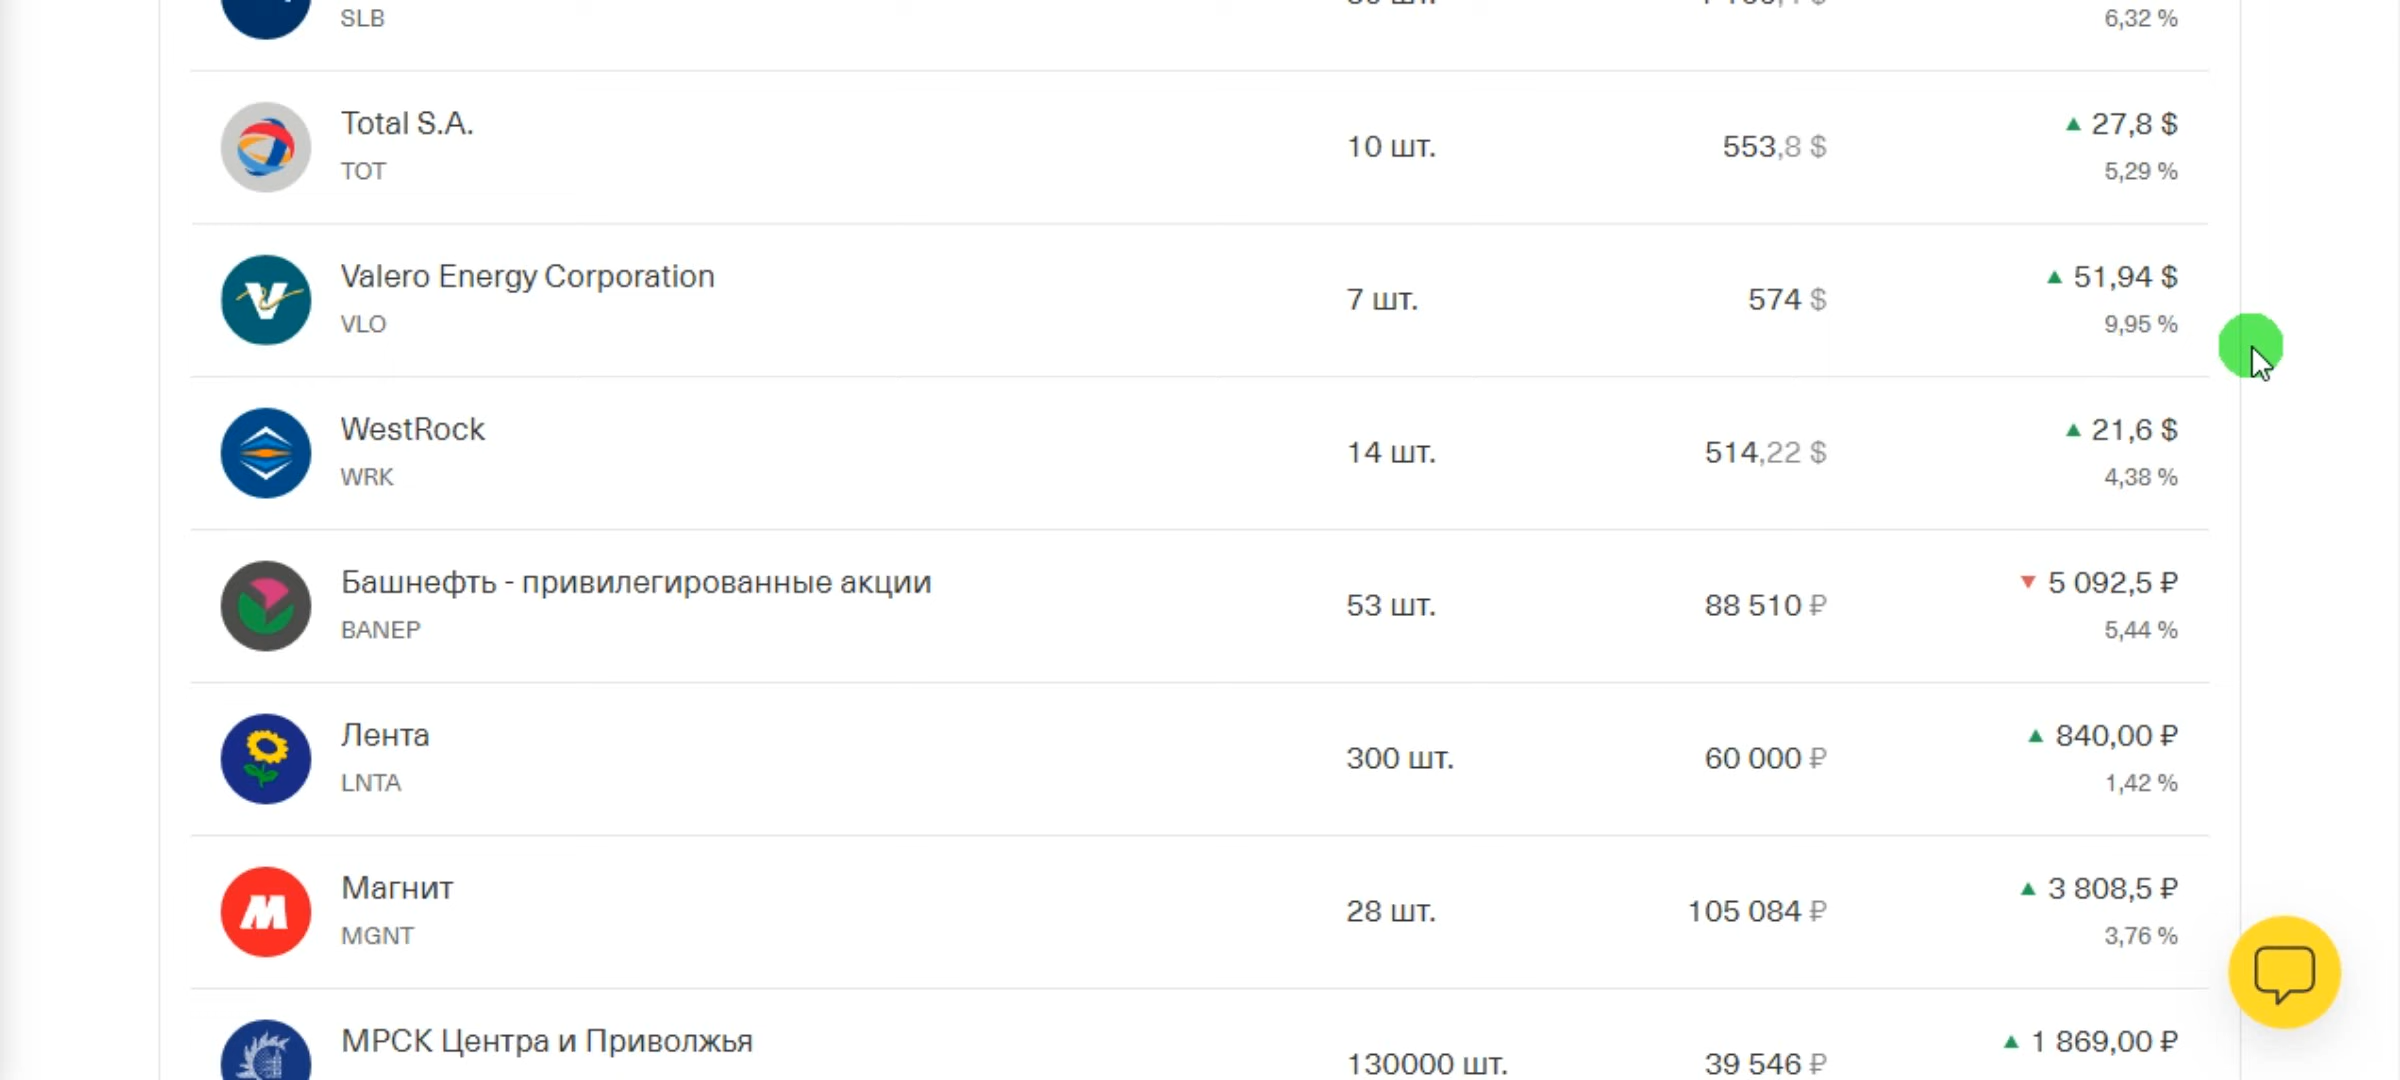 SLB
6,32 %
Total S.A.
TOT
10 шт.
553,8 $
▲ 27,8 $
5,29 %
Valero Energy Corporation
VLO
7 шт.
574 $
▲ 51,94 $
9,95 %
WestRock
WRK
14 шт.
514,22 $
▲ 21,6 $
4,38 %
Башнефть - привилегированные акции
BANEP
53 шт.
88 510 ₽
▼ 5 092,5 ₽
5,44 %
Лента
LNTA
300 шт.
60 000 ₽
▲ 840,00 ₽
1,42 %
Магнит
MGNT
28 шт.
105 084 ₽
▲ 3 808,5 ₽
3,76 %
МРСК Центра и Приволжья
130000 шт.
39 546 ₽
▲ 1 869,00 ₽